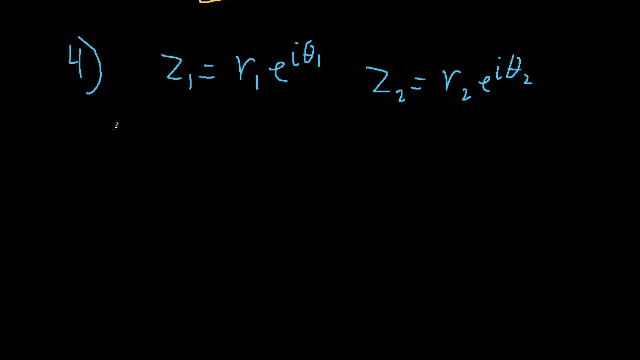 4) z₁ = r₁e^{iθ₁} z₂ = r₂e^{iθ₂}